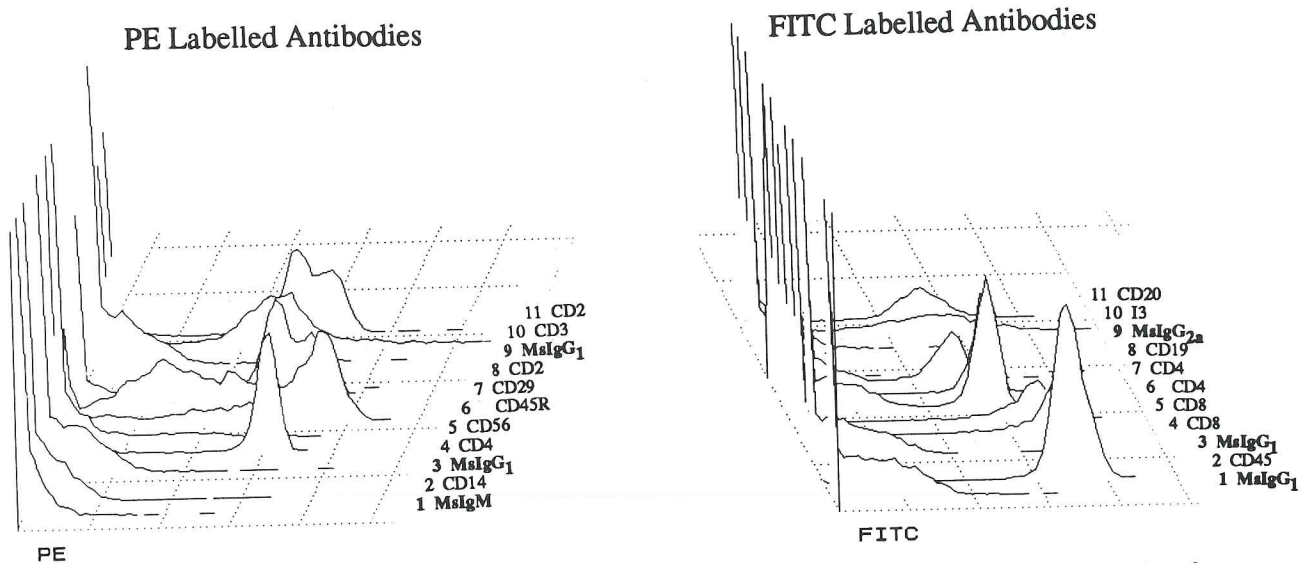 PE Labelled Antibodies
11 CD2
10 CD3
9 MsIgG1
8 CD2
7 CD29
6 CD45R
5 CD56
4 CD4
3 MsIgG1
2 CD14
1 MsIgM
PE
FITC Labelled Antibodies
11 CD20
10 I3
9 MsIgG2a
8 CD19
7 CD4
6 CD4
5 CD8
4 CD8
3 MsIgG1
2 CD45
1 MsIgG1
FITC